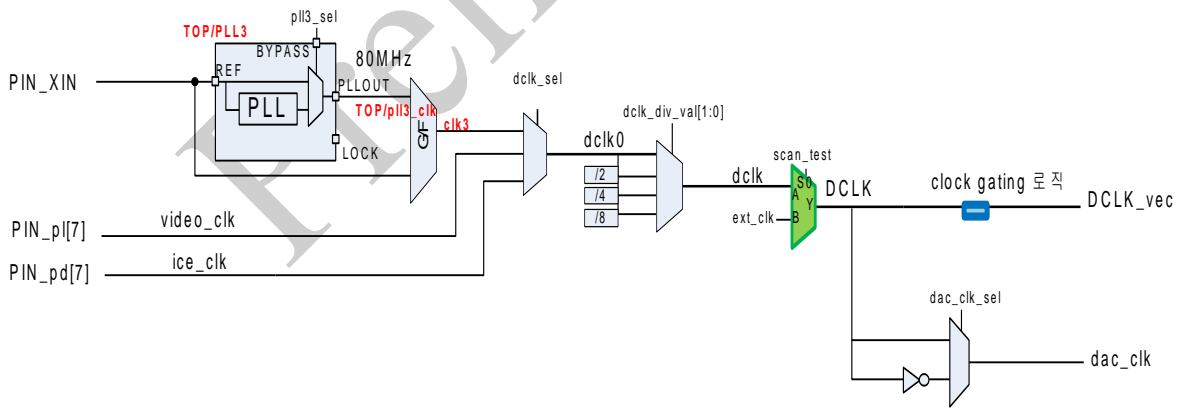 TOP/PLL3
pll3_sel
BYPASS
80MHz
PIN_XIN
REF
PLL
PLLOUT
TOP/pll3_clk
G/F
clk3
LOCK
dclk_sel
dclk_div_val[1:0]
dclk0
/2
/4
/8
dclk
scan_test
S0
A
Y
B
ext_clk
DCLK
clock gating 로직
DCLK_vec
PIN_pl[7]
video_clk
PIN_pd[7]
ice_clk
dac_clk_sel
dac_clk